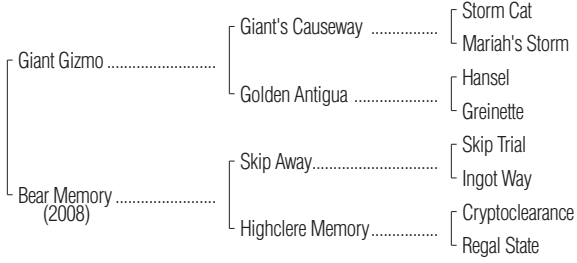 Storm Cat
Giant's Causeway ................
Mariah's Storm
Giant Gizmo ..........................
Hansel
Golden Antigua ....................
Greinette
Skip Trial
Skip Away..............................
Ingot Way
Bear Memory ........................
(2008)
Cryptoclearance
Highclere Memory................
Regal State